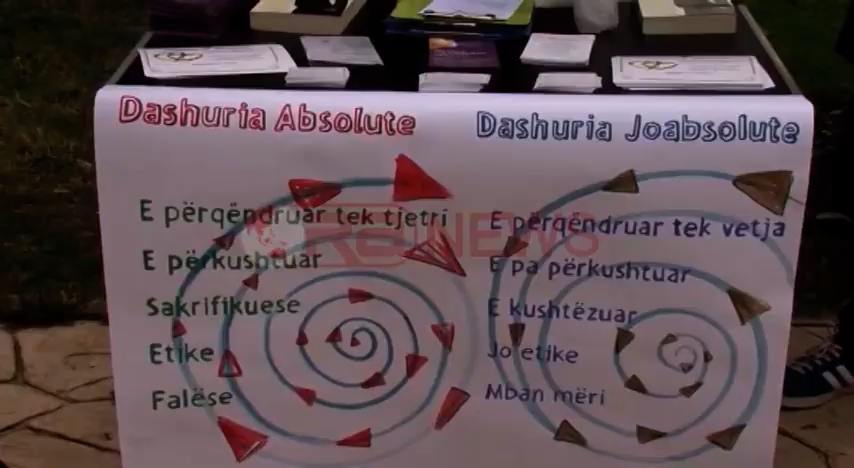 Dashuria Absolute
E përqëndruar tek tjetri
E përkushtuar
Sakrifikuese
Etike
Falëse
Dashuria Joabsolute
E përqëndruar tek vetja
E pa përkushtuar
E kushtëzuar
Jo etike
Mban mëri
NEWS